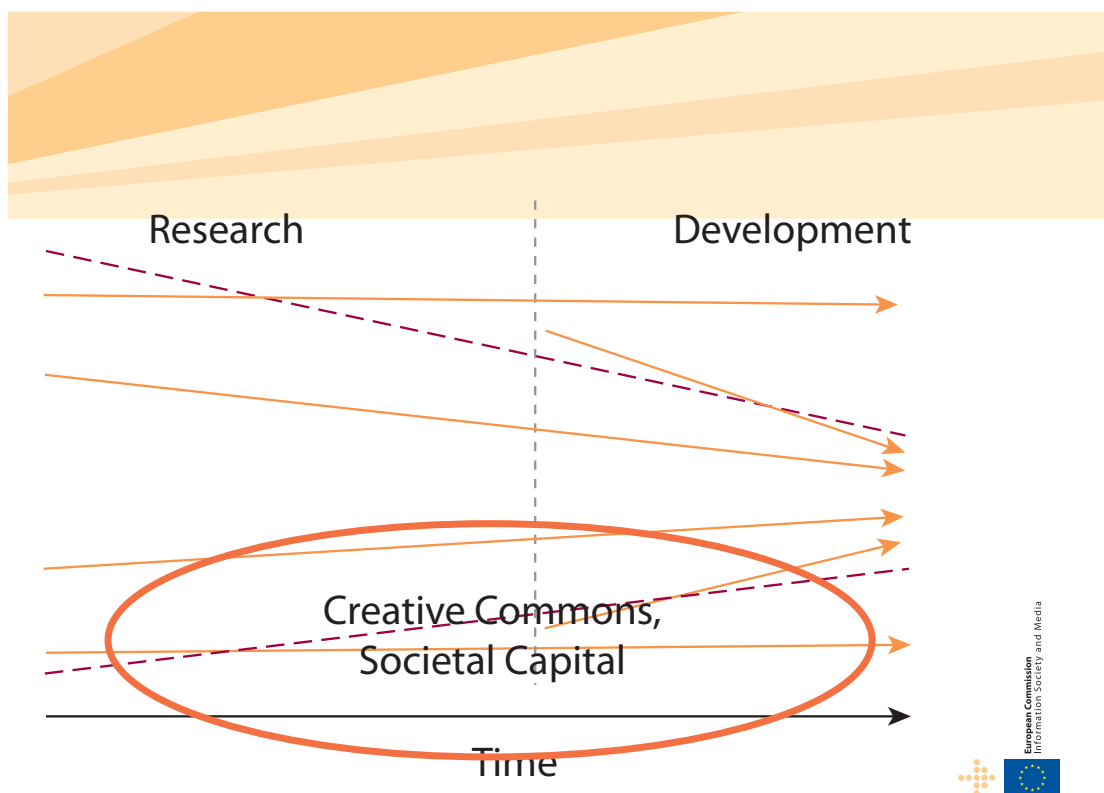 Research
Development
Creative Commons,
Societal Capital
Time
European Commission
Information Society and Media